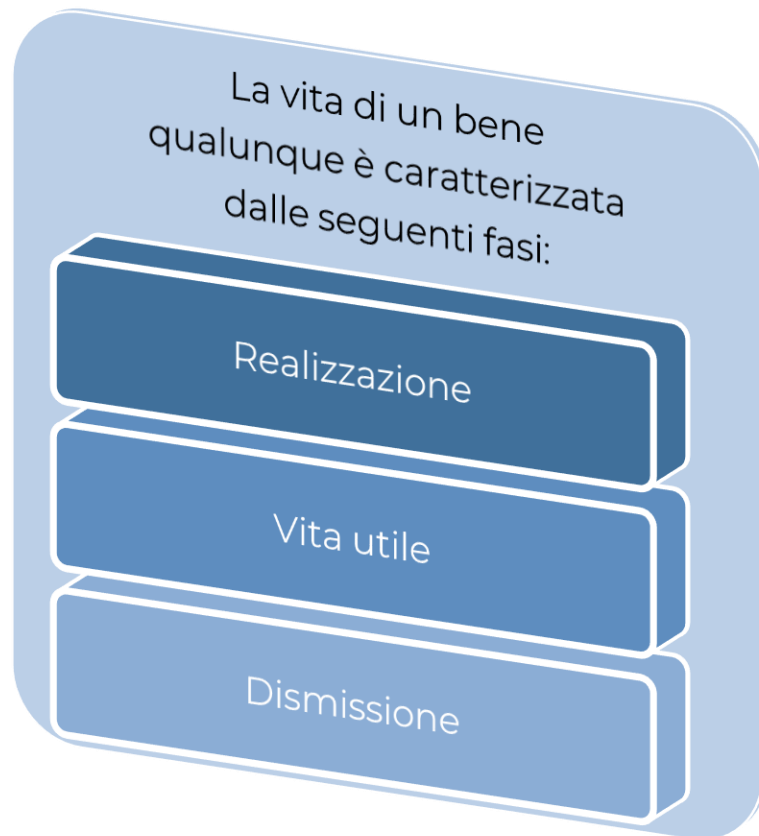 La vita di un bene
qualunque è caratterizzata
dalle seguenti fasi:
Realizzazione
Vita utile
Dismissione